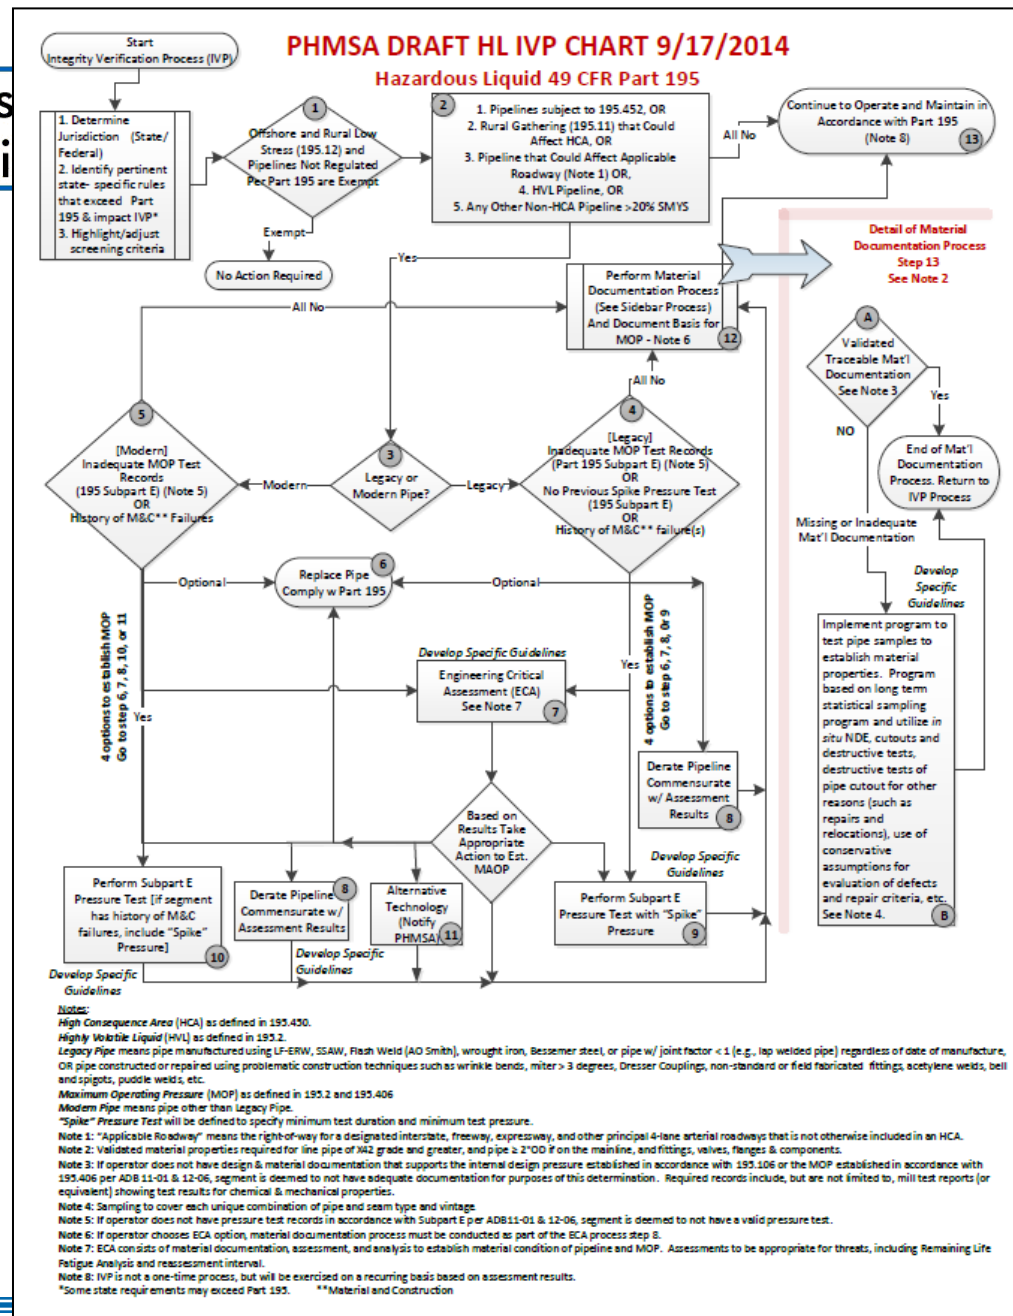 s
i
PHMSA DRAFT HL IVP CHART 9/17/2014
Hazardous Liquid 49 CFR Part 195
Start
Integrity Verification Process (IVP)
1. Determine
Jurisdiction (State/
Federal)
2. Identify pertinent
state- specific rules
that exceed Part
195 & impact IVP*
3. Highlight/adjust
screening criteria
1
Offshore and Rural Low
Stress (195.12) and
Pipelines Not Regulated
Per Part 195 are Exempt
Exempt
No Action Required
2
1. Pipelines subject to 195.452, OR
2. Rural Gathering (195.11) that Could
Affect HCA, OR
3. Pipeline that Could Affect Applicable
Roadway (Note 1) OR,
4. HVL Pipeline, OR
5. Any Other Non-HCA Pipeline >20% SMYS
All No
Continue to Operate and Maintain in
Accordance with Part 195
(Note 8)
13
Yes
Perform Material
Documentation Process
(See Sidebar Process)
And Document Basis for
MOP - Note 6
12
Detail of Material
Documentation Process
Step 13
See Note 2
All No
All No
A
Validated
Traceable Mat'l
Documentation
See Note 3
Yes
NO
End of Mat'l
Documentation
Process. Return to
IVP Process
Missing or Inadequate
Mat'l Documentation
5
[Modern]
Inadequate MOP Test
Records
(195 Subpart E) (Note 5)
OR
History of M&C** Failures
Modern
3
Legacy or
Modern Pipe?
Legacy
4
[Legacy]
Inadequate MOP Test Records
(Part 195 Subpart E) (Note 5)
OR
No Previous Spike Pressure Test
(195 Subpart E)
OR
History of M&C** failure(s)
Optional
6
Replace Pipe
Comply w Part 195
Optional
Develop
Specific
Guidelines
4 options to establish MOP
Go to step 6, 7, 8, 10, or 11
Yes
Develop Specific Guidelines
Engineering Critical
Assessment (ECA)
See Note 7
7
Yes
4 options to establish MOP
Go to step 6, 7, 8, 0r 9
Implement program to
test pipe samples to
establish material
properties. Program
based on long term
statistical sampling
program and utilize in
situ NDE, cutouts and
destructive tests,
destructive tests of
pipe cutout for other
reasons (such as
repairs and
relocations), use of
conservative
assumptions for
evaluation of defects
and repair criteria, etc.
See Note 4.
B
Derate Pipeline
Commensurate
w/ Assessment
Results
8
Based on
Results Take
Appropriate
Action to Est.
MAOP
Develop Specific
Guidelines
Perform Subpart E
Pressure Test [if segment
has history of M&C
failures, include "Spike"
Pressure]
10
Develop Specific
Guidelines
8
Derate Pipeline
Commensurate w/
Assessment Results
Develop Specific
Guidelines
Alternative
Technology
(Notify
PHMSA)
11
Perform Subpart E
Pressure Test with "Spike"
Pressure
9
Notes:
High Consequence Area (HCA) as defined in 195.450.
Highly Volatile Liquid (HVL) as defined in 195.2.
Legacy Pipe means pipe manufactured using LF-ERW, SSAW, Flash Weld (AO Smith), wrought iron, Bessemer steel, or pipe w/ joint factor < 1 (e.g., lap welded pipe) regardless of date of manufacture,
OR pipe constructed or repaired using problematic construction techniques such as wrinkle bends, miter > 3 degrees, Dresser Couplings, non-standard or field fabricated fittings, acetylene welds, bell
and spigots, puddle welds, etc.
Maximum Operating Pressure (MOP) as defined in 195.2 and 195.406
Modern Pipe means pipe other than Legacy Pipe.
"Spike" Pressure Test will be defined to specify minimum test duration and minimum test pressure.
Note 1: "Applicable Roadway" means the right-of-way for a designated interstate, freeway, expressway, and other principal 4-lane arterial roadways that is not otherwise included in an HCA.
Note 2: Validated material properties required for line pipe of X42 grade and greater, and pipe ≥ 2"OD if on the mainline, and fittings, valves, flanges & components.
Note 3: If operator does not have design & material documentation that supports the internal design pressure established in accordance with 195.106 or the MOP established in accordance with
195.406 per ADB 11-01 & 12-06, segment is deemed to not have adequate documentation for purposes of this determination. Required records include, but are not limited to, mill test reports (or
equivalent) showing test results for chemical & mechanical properties.
Note 4: Sampling to cover each unique combination of pipe and seam type and vintage
Note 5: If operator does not have pressure test records in accordance with Subpart E per ADB11-01 & 12-06, segment is deemed to not have a valid pressure test.
Note 6: If operator chooses ECA option, material documentation process must be conducted as part of the ECA process step 8.
Note 7: ECA consists of material documentation, assessment, and analysis to establish material condition of pipeline and MOP. Assessments to be appropriate for threats, including Remaining Life
Fatigue Analysis and reassessment interval.
Note 8: IVP is not a one-time process, but will be exercised on a recurring basis based on assessment results.
*Some state requirements may exceed Part 195. **Material and Construction